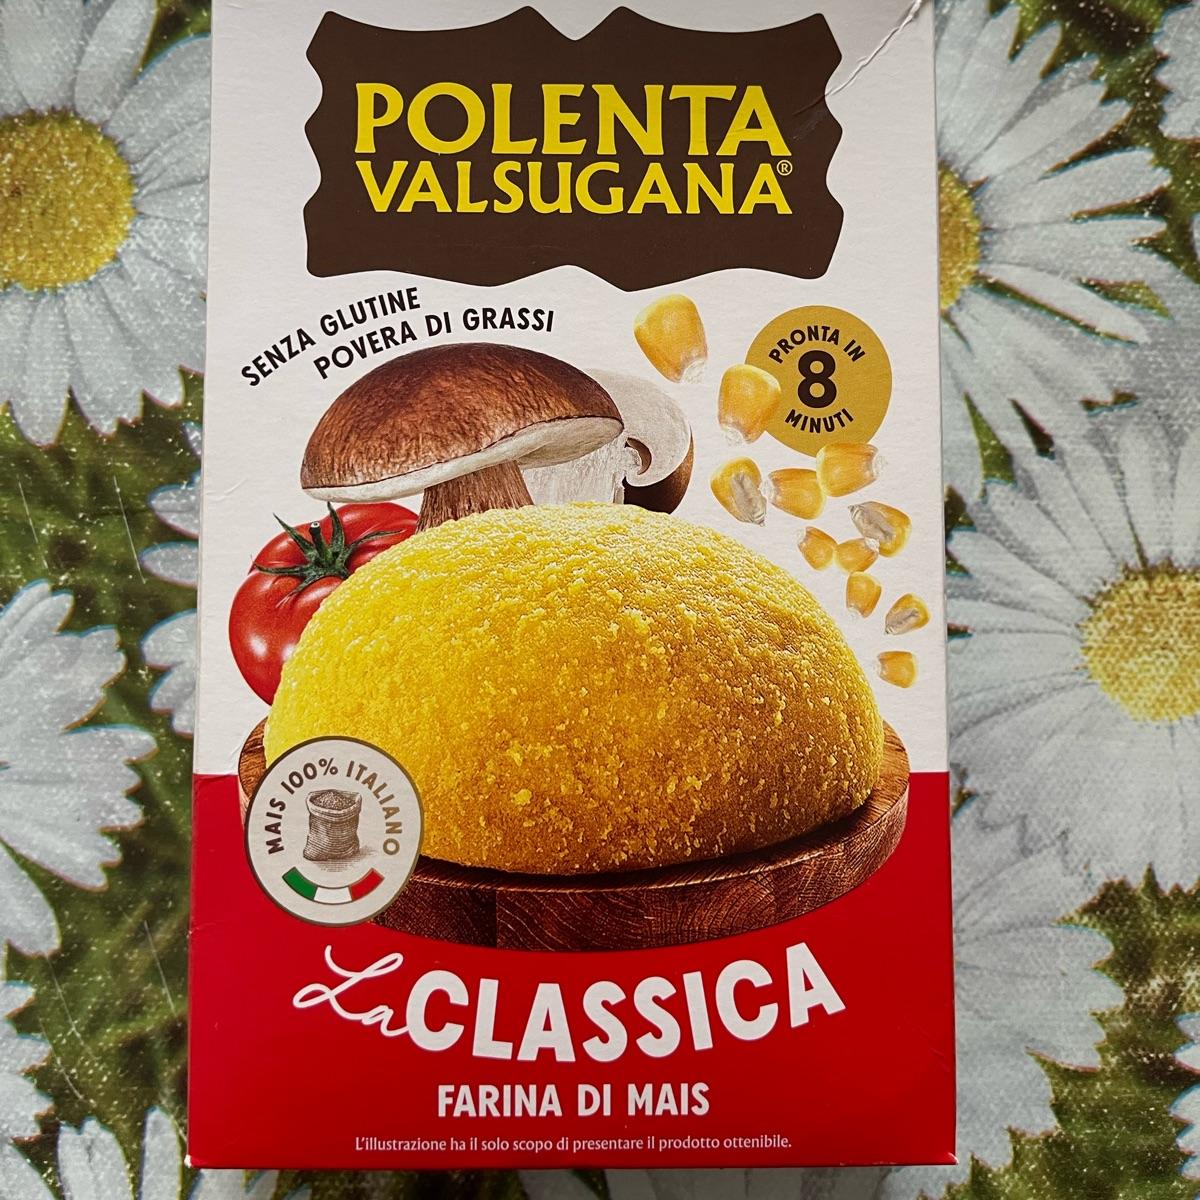 POLENTA
VALSUGANA®
SENZA GLUTINE
POVERA DI GRASSI
PRONTA IN
8
MINUTI
MAIS 100% ITALIANO
La CLASSICA
FARINA DI MAIS
L'illustrazione ha il solo scopo di presentare il prodotto ottenibile.